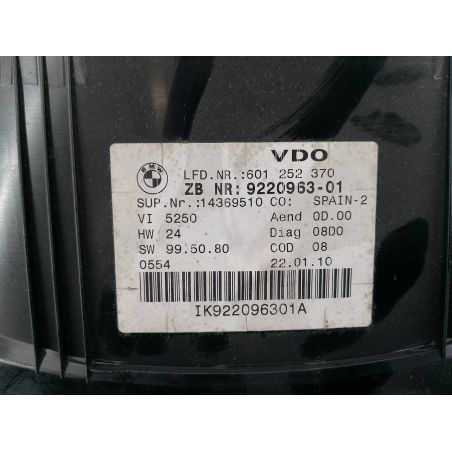 BMW
VDO
LFD.NR.:601 252 370
ZB NR: 9220963-01
SUP.Nr.:14369510 CO: SPAIN-2
VI 5250 Aend 0D.00
HW 24 Diag 08D0
SW 99.50.80 COD 08
0554 22.01.10
IK922096301A